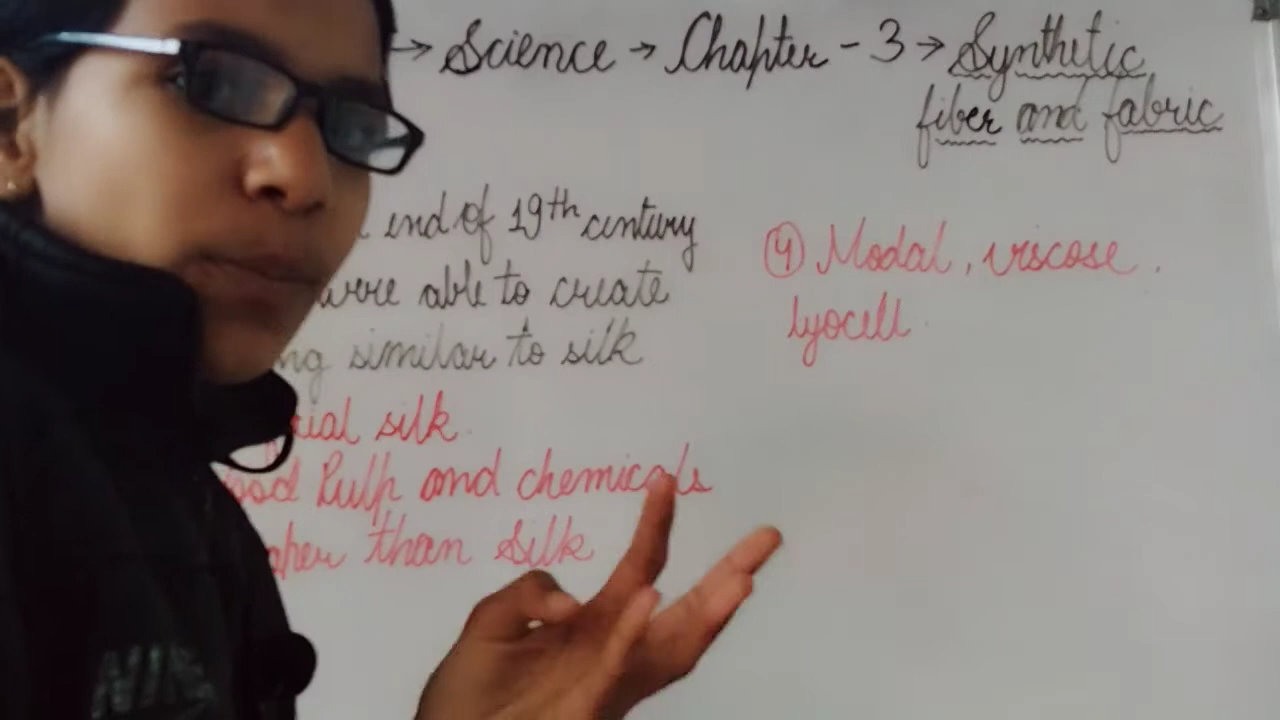 → Science → Chapter - 3 → Synthetic
fiber and fabric
end of 19th century
were able to create
similar to silk
silk
Pulp and chemicals
than Silk
④ Modal, viscose,
lyocell.